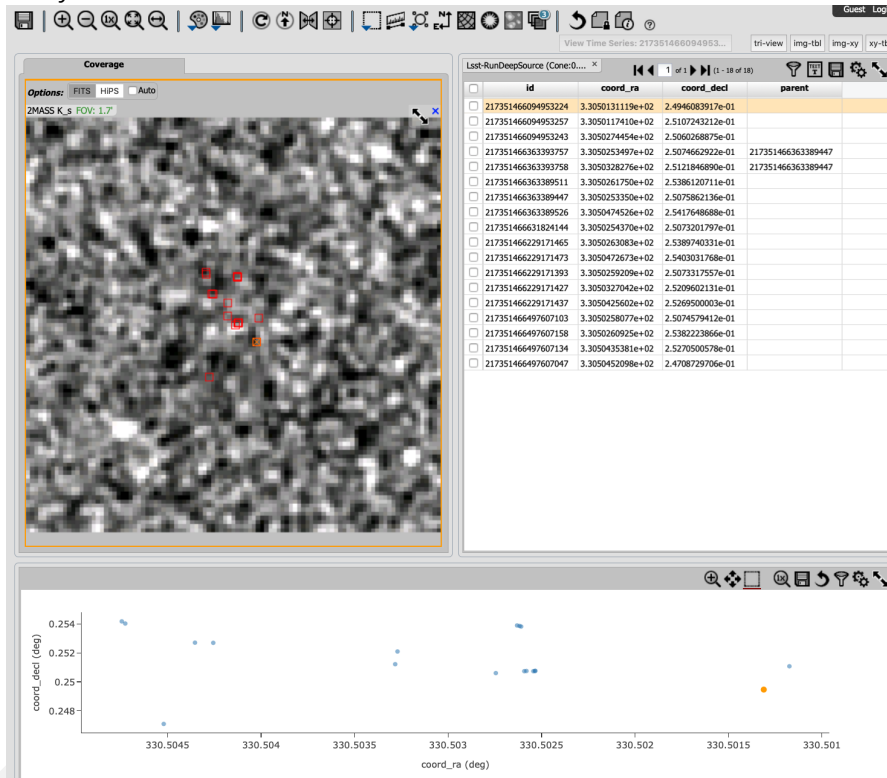 Guest Log
View Time Series: 217351466094953...
tri-view img-tbl img-xy xy-tb
Coverage
Options: FITS HiPS Auto
2MASS K_s FOV: 1.7'
Lsst-RunDeepSource (Cone:0.... ×
1 of 1 (1 - 18 of 18)
id coord_ra coord_decl parent
217351466094953224 3.3050131119e+02 2.4946083917e-01
217351466094953257 3.3050117410e+02 2.5107243212e-01
217351466094953243 3.3050274454e+02 2.5060268875e-01
217351466363393757 3.3050253497e+02 2.5074662922e-01 217351466363389447
217351466363393758 3.3050328276e+02 2.5121846890e-01 217351466363389447
217351466363389511 3.3050261750e+02 2.5386120711e-01
217351466363389447 3.3050253350e+02 2.5075862136e-01
217351466363389526 3.3050474526e+02 2.5417648688e-01
217351466631824144 3.3050254370e+02 2.5073201797e-01
217351466229171465 3.3050263083e+02 2.5389740331e-01
217351466229171473 3.3050472673e+02 2.5403031768e-01
217351466229171393 3.3050259209e+02 2.5073317557e-01
217351466229171427 3.3050327042e+02 2.5209602131e-01
217351466229171437 3.3050425602e+02 2.5269500003e-01
217351466497607103 3.3050258077e+02 2.5074579412e-01
217351466497607158 3.3050260925e+02 2.5382223866e-01
217351466497607134 3.3050435381e+02 2.5270500578e-01
217351466497607047 3.3050452098e+02 2.4708729706e-01
0.254
0.252
0.25
0.248
coord_decl (deg)
330.5045 330.504 330.5035 330.503 330.5025 330.502 330.5015 330.501
coord_ra (deg)